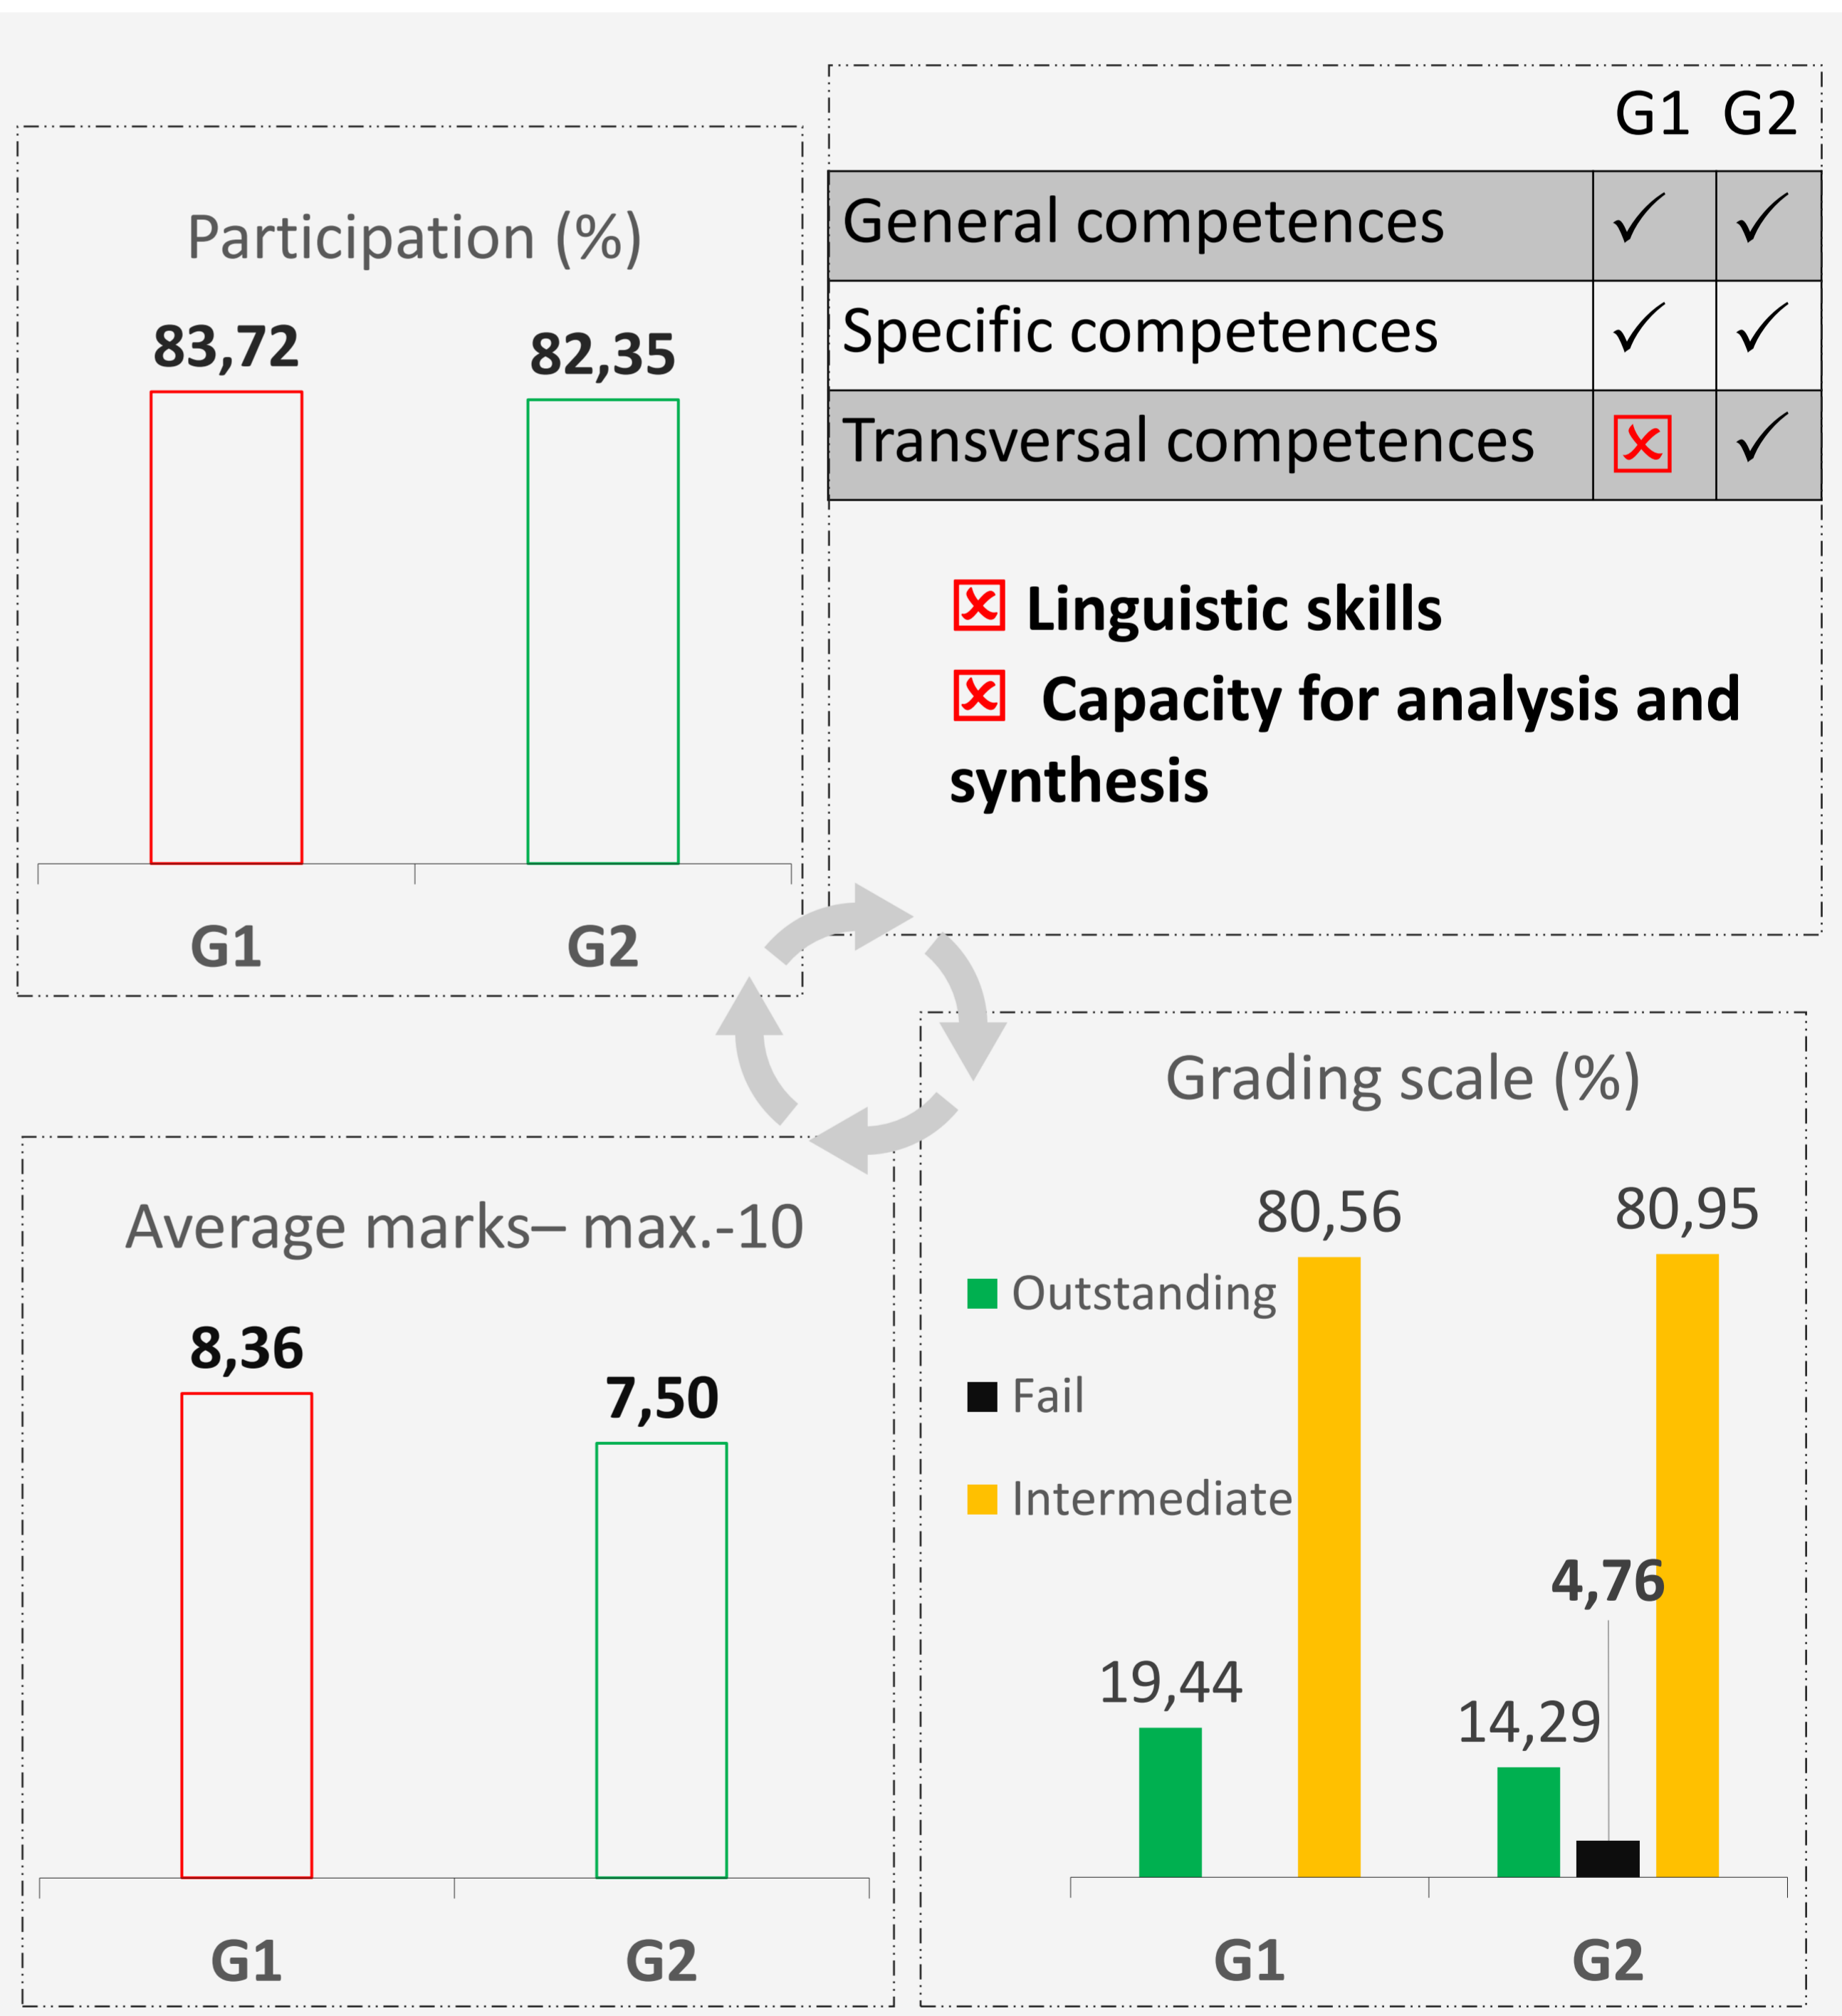 Participation (%)
83,72
82,35
G1
G2
G1 G2
General competences ✓ ✓
Specific competences ✓ ✓
Transversal competences ☒ ✓
☒ Linguistic skills
☒ Capacity for analysis and
synthesis
Average marks– max.-10
8,36
7,50
G1
G2
Grading scale (%)
80,56
80,95
Outstanding
Fail
Intermediate
4,76
19,44
14,29
G1
G2